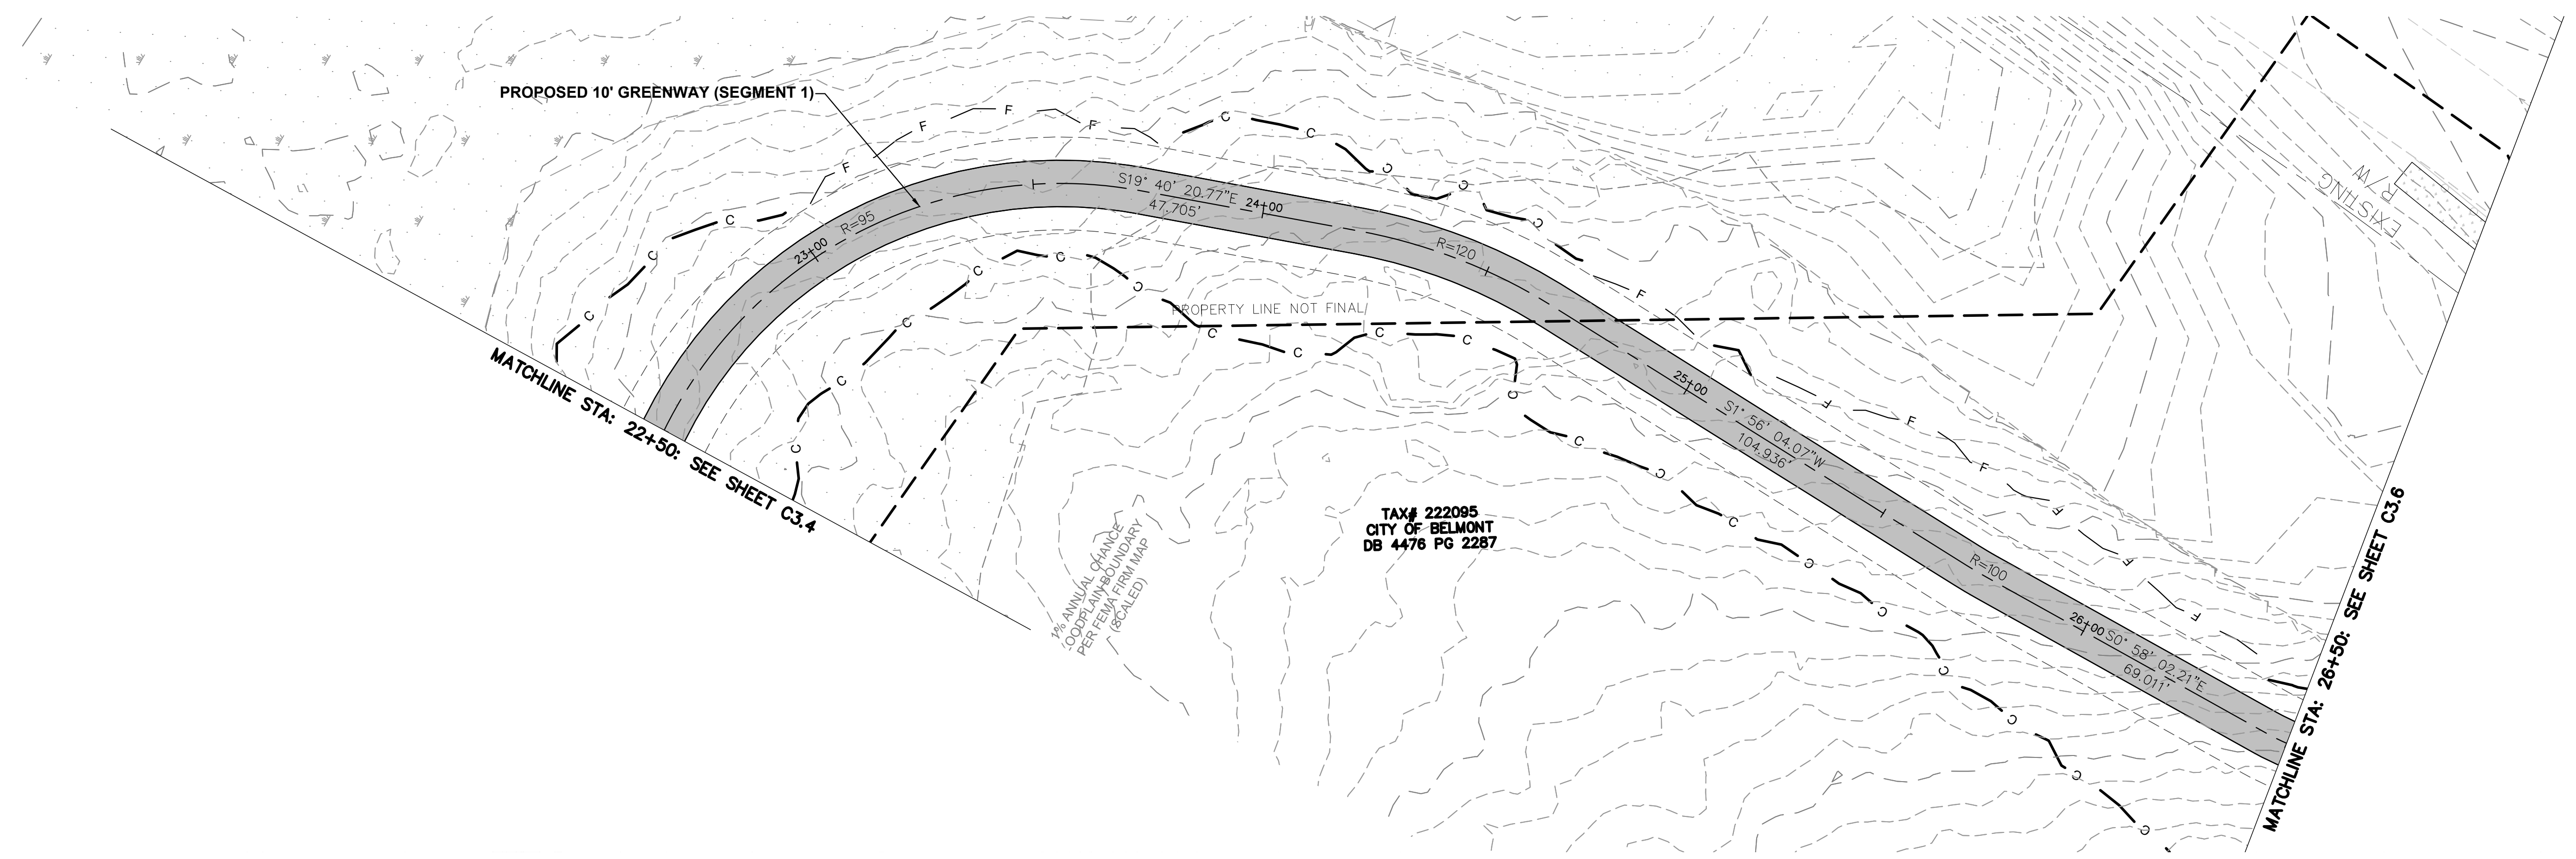 PROPOSED 10' GREENWAY (SEGMENT 1)
F
F
F
F
C
C
C
C
C
C
C
C
C
C
R=95
23+00
S19° 40' 20.77"E
47.705'
24+00
R=120
EXISTING
R/W
PROPERTY LINE NOT FINAL
C
C
C
C
C
C
C
C
C
C
C
F
25+00
S1° 56' 04.07"W
104.936'
F
F
F
F
F
F
MATCHLINE STA: 22+50: SEE SHEET C3.4
TAX# 222095
CITY OF BELMONT
DB 4476 PG 2287
1% ANNUAL CHANCE
OODPLAIN BOUNDARY
PER FEMA FIRM MAP
(SCALED)
C
C
C
C
C
C
C
C
C
R=100
26+00
S0° 58' 02.21"E
69.011'
MATCHLINE STA: 26+50: SEE SHEET C3.6